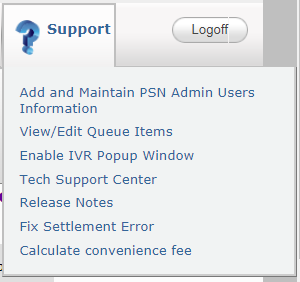 Support
Logoff
Add and Maintain PSN Admin Users
Information
View/Edit Queue Items
Enable IVR Popup Window
Tech Support Center
Release Notes
Fix Settlement Error
Calculate convenience fee